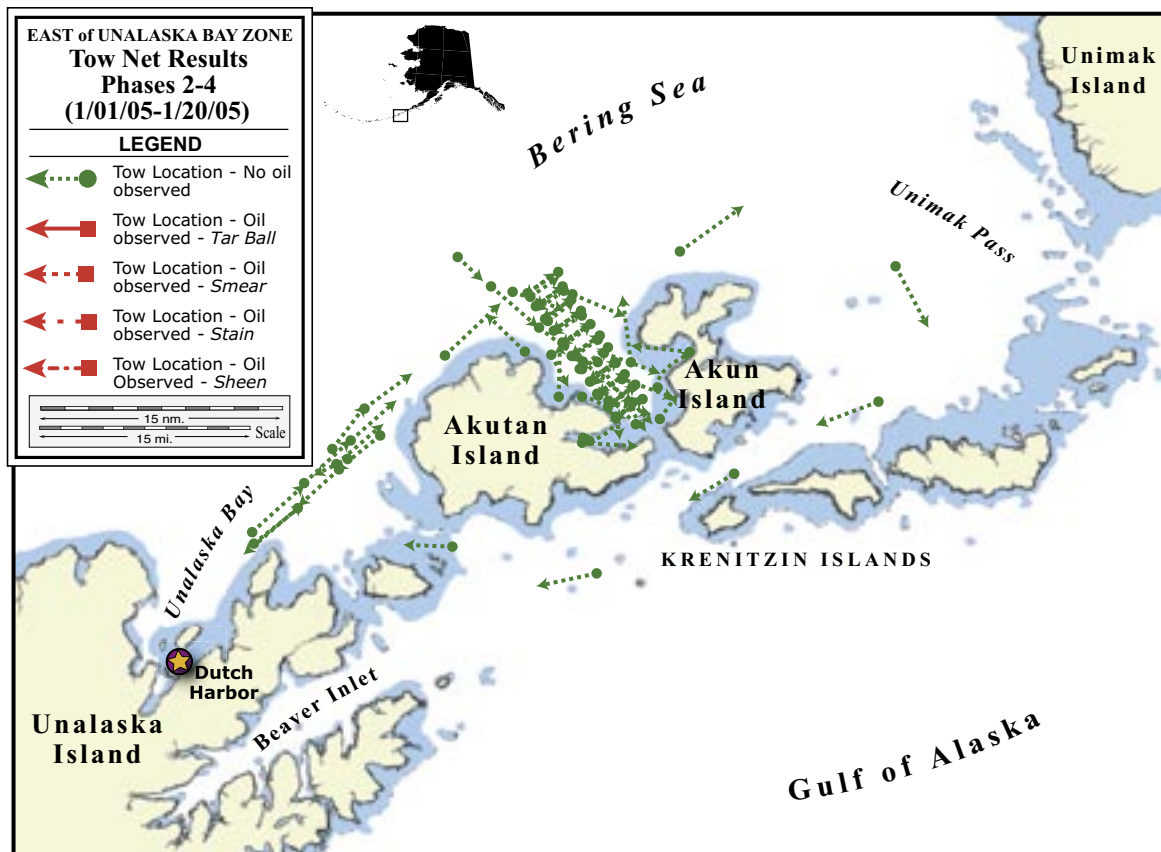 EAST of UNALASKA BAY ZONE
Tow Net Results
Phases 2-4
(1/01/05-1/20/05)
LEGEND
Tow Location - No oil
observed
Tow Location - Oil
observed - Tar Ball
Tow Location - Oil
observed - Smear
Tow Location - Oil
observed - Stain
Tow Location - Oil
Observed - Sheen
15 nm.
15 mi.
Scale
Bering Sea
Unimak
Island
Unimak Pass
Akun
Island
Akutan
Island
Unalaska Bay
KRENITZIN ISLANDS
Dutch
Harbor
Beaver Inlet
Unalaska
Island
Gulf of Alaska